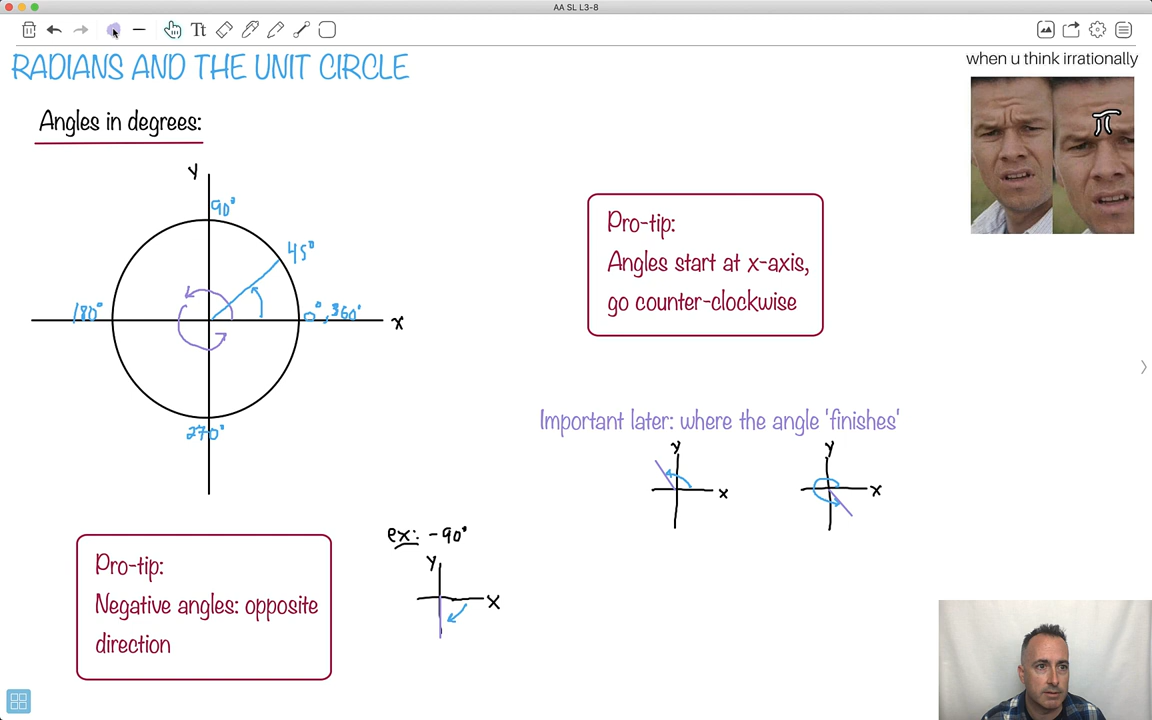 AA SL L3-8
Tt
RADIANS AND THE UNIT CIRCLE
when u think irrationally
π
Angles in degrees:
y
90°
45°
180°
0°, 360°
x
270°
Pro-tip:
Angles start at x-axis,
go counter-clockwise
Important later: where the angle 'finishes'
y
x
y
x
Pro-tip:
Negative angles: opposite
direction
ex: -90°
y
x